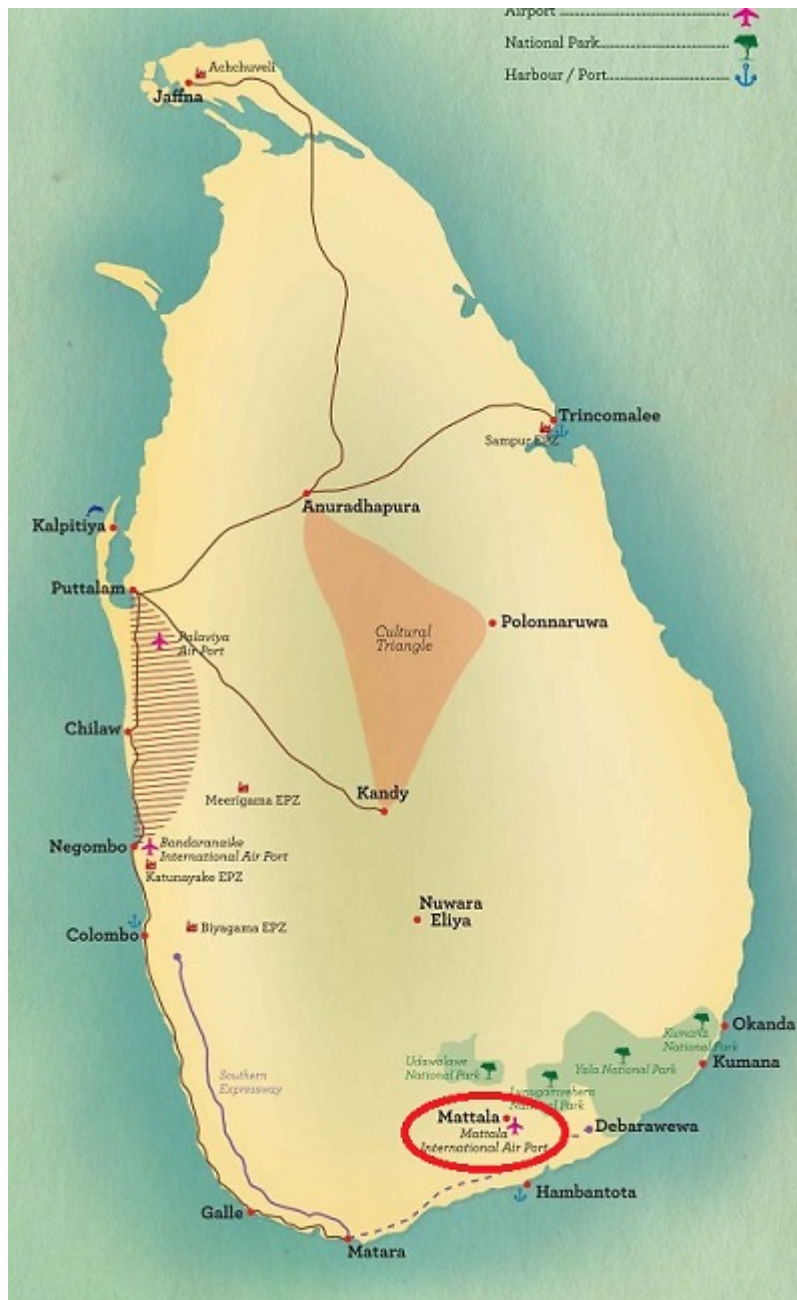 Airport
National Park
Harbour / Port
Achchuveli
Jaffna
Trincomalee
Sampur EPZ
Anuradhapura
Kalpitiya
Puttalam
Polonnaruwa
Cultural
Triangle
Palaviya
Air Port
Chilaw
Kandy
Meerigama EPZ
Negombo
Bandaranaike
International Air Port
Katunayake EPZ
Nuwara
Eliya
Colombo
Biyagama EPZ
Okanda
Kumana
National Park
Kumana
Udawalawe
National Park
Yala National Park
Southern
Expressway
National Park
Mattala
Mattala
International Air Port
Debarawewa
Hambantota
Galle
Matara